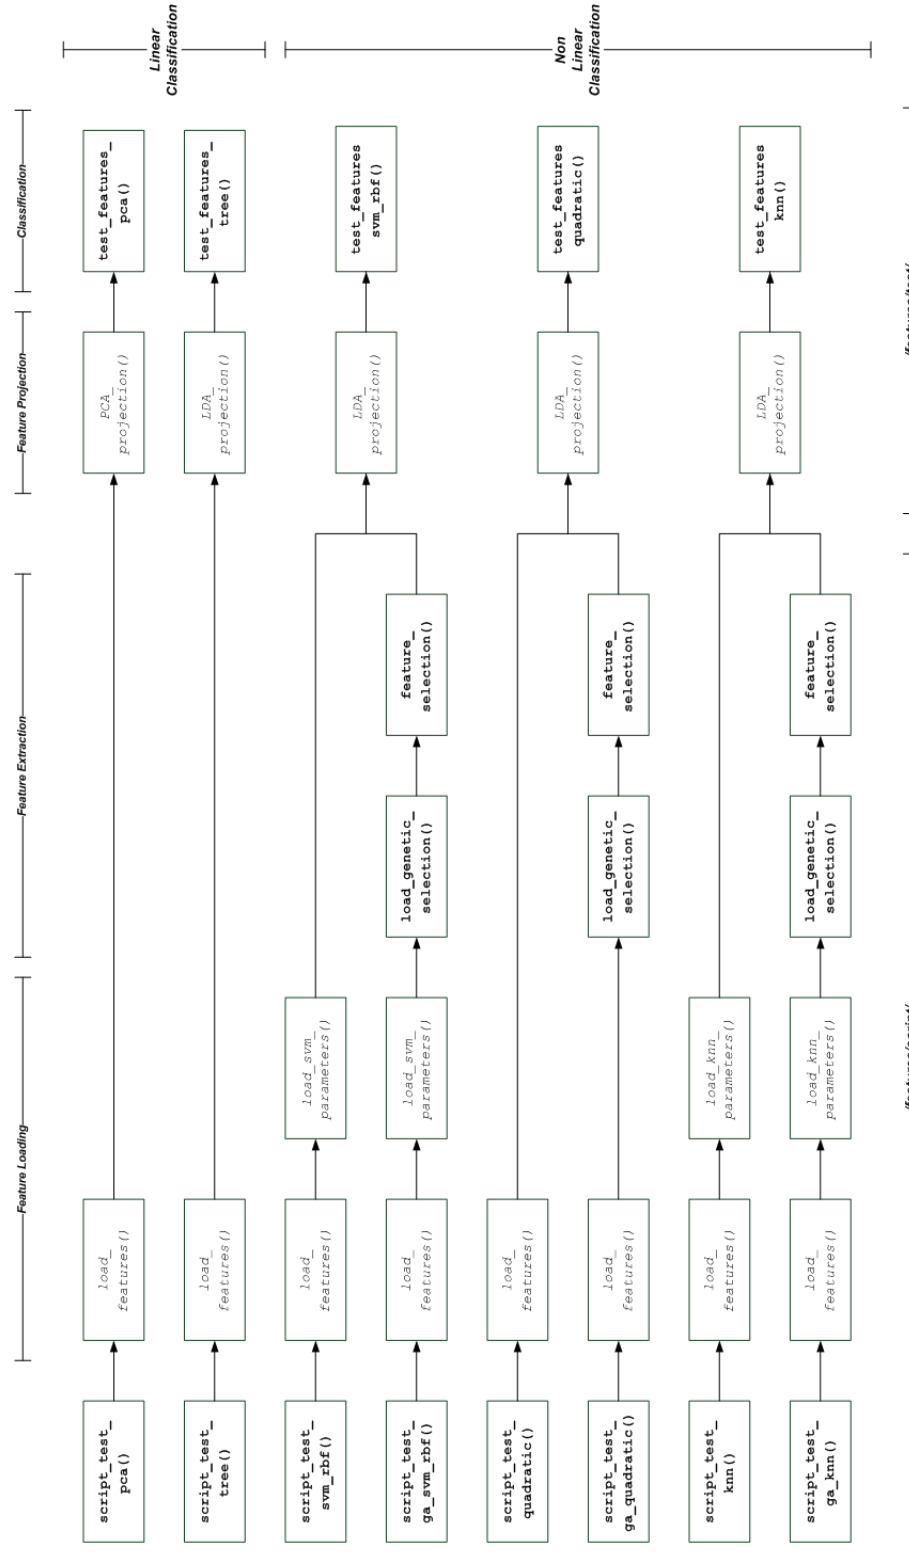 Feature Loading
Feature Extraction
Feature Projection
Classification
script_test_
pca()
load_
features()
PCA_
projection()
test_features_
pca()
Linear
Classification
script_test_
tree()
load_
features()
LDA_
projection()
test_features_
tree()
script_test_
svm_rbf()
load_
features()
load_svm_
parameters()
LDA_
projection()
test_features
svm_rbf()
script_test_
ga_svm_rbf()
load_
features()
load_svm_
parameters()
load_genetic_
selection()
feature_
selection()
Non
Linear
Classification
script_test_
quadratic()
load_
features()
LDA_
projection()
test_features
quadratic()
script_test_
ga_quadratic()
load_
features()
load_genetic_
selection()
feature_
selection()
script_test_
knn()
load_
features()
load_knn_
parameters()
LDA_
projection()
test_features
knn()
script_test_
ga_knn()
load_
features()
load_knn_
parameters()
load_genetic_
selection()
feature_
selection()